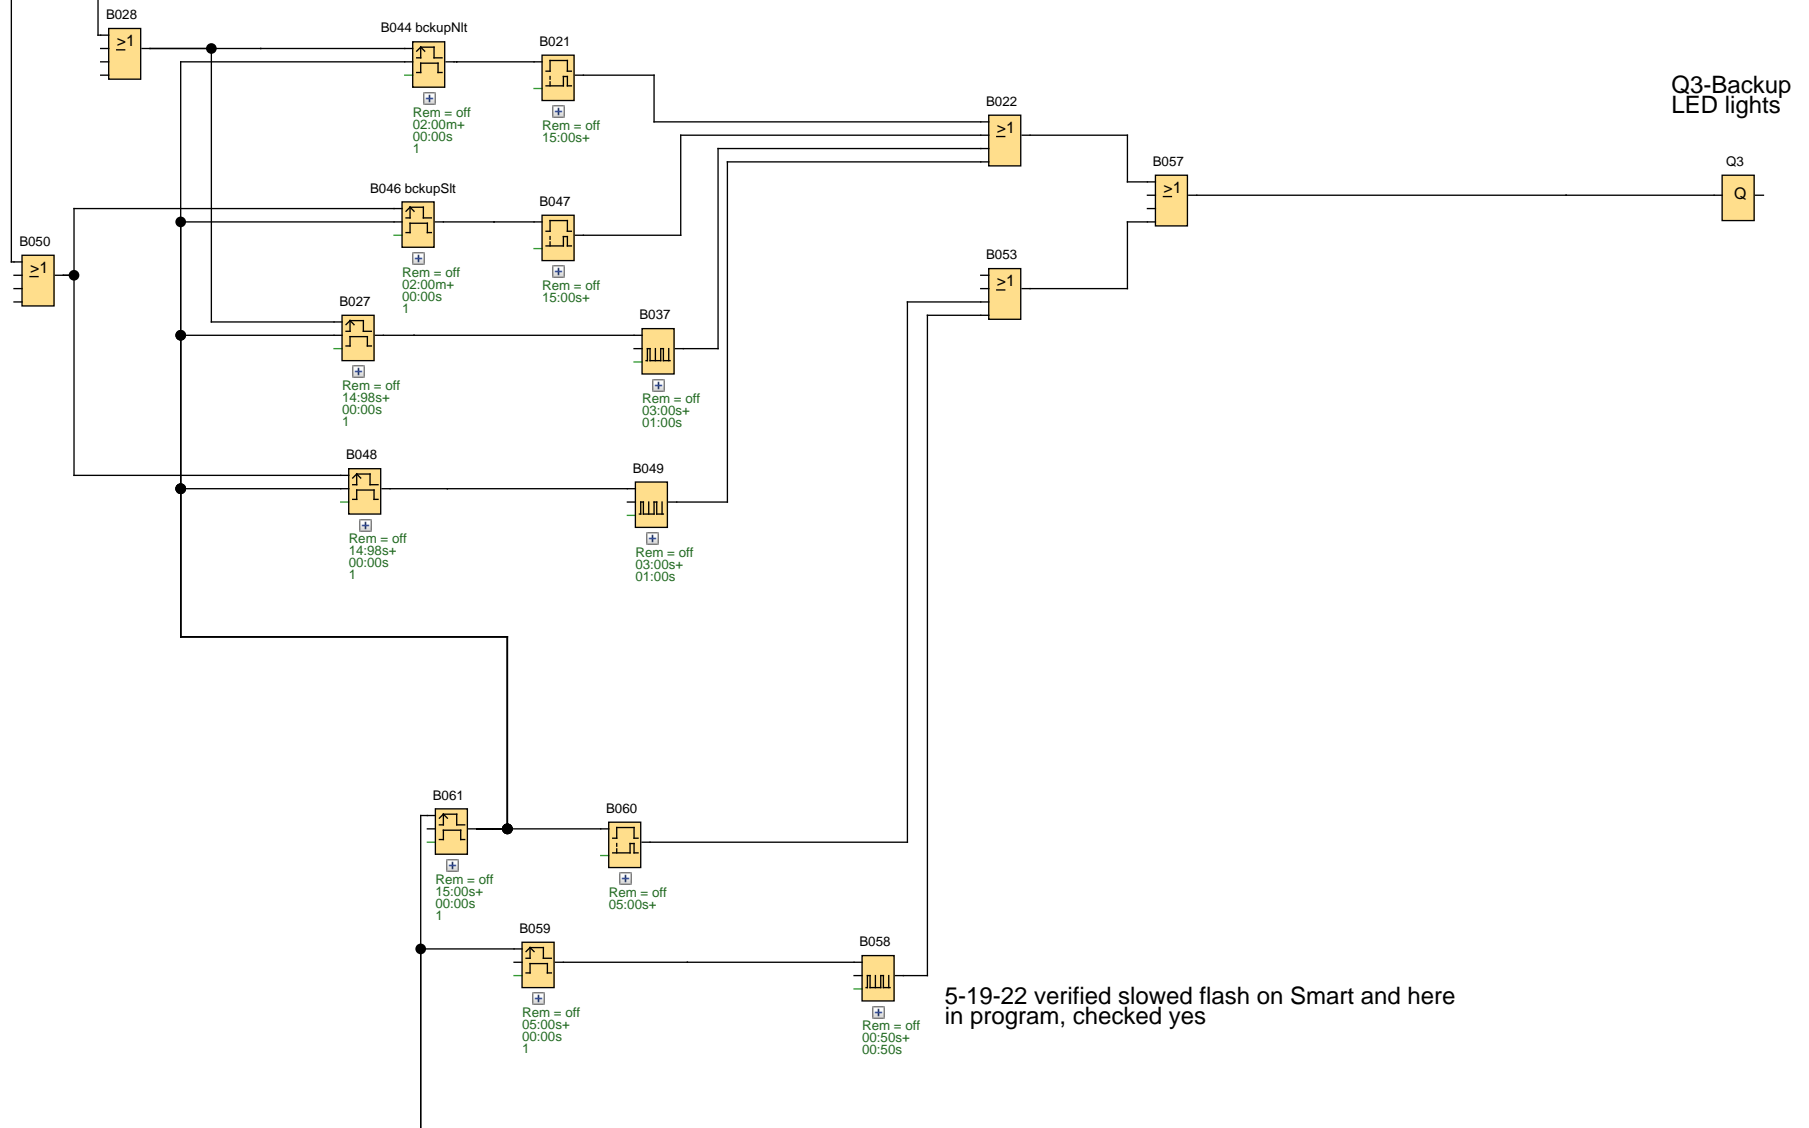 B028
≥1
B044 bckupNlt
Rem = off
02:00m+
00:00s
1
B021
Rem = off
15:00s+
B022
≥1
Q3-Backup
LED lights
B057
≥1
Q3
Q
B046 bckupSlt
Rem = off
02:00m+
00:00s
1
B047
Rem = off
15:00s+
B050
≥1
B053
≥1
B027
Rem = off
14:98s+
00:00s
1
B037
Rem = off
03:00s+
01:00s
B048
Rem = off
14:98s+
00:00s
1
B049
Rem = off
03:00s+
01:00s
B061
Rem = off
15:00s+
00:00s
1
B060
Rem = off
05:00s+
B059
Rem = off
05:00s+
00:00s
1
B058
Rem = off
00:50s+
00:50s
5-19-22 verified slowed flash on Smart and here
in program, checked yes